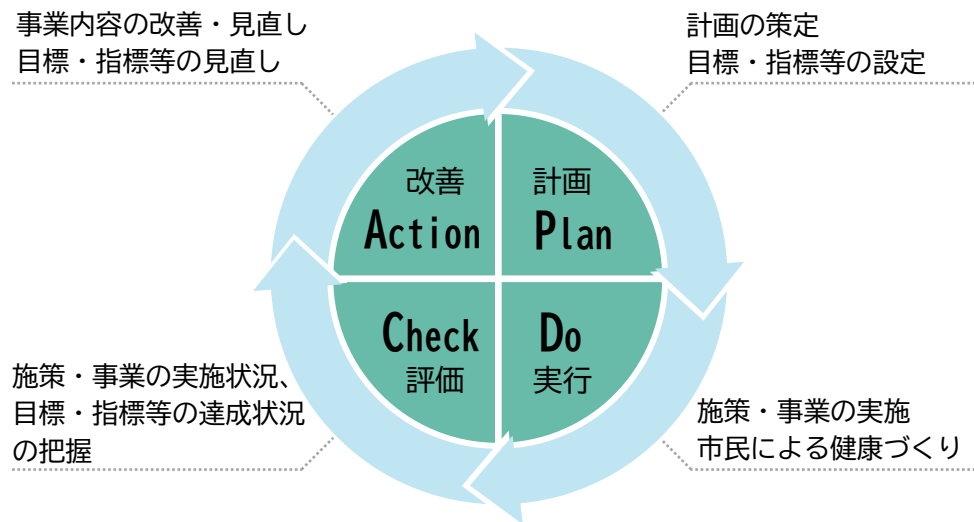 事業内容の改善・見直し
目標・指標等の見直し
計画の策定
目標・指標等の設定
改善
Action
計画
Plan
Check
評価
Do
実行
施策・事業の実施状況、
目標・指標等の達成状況
の把握
施策・事業の実施
市民による健康づくり